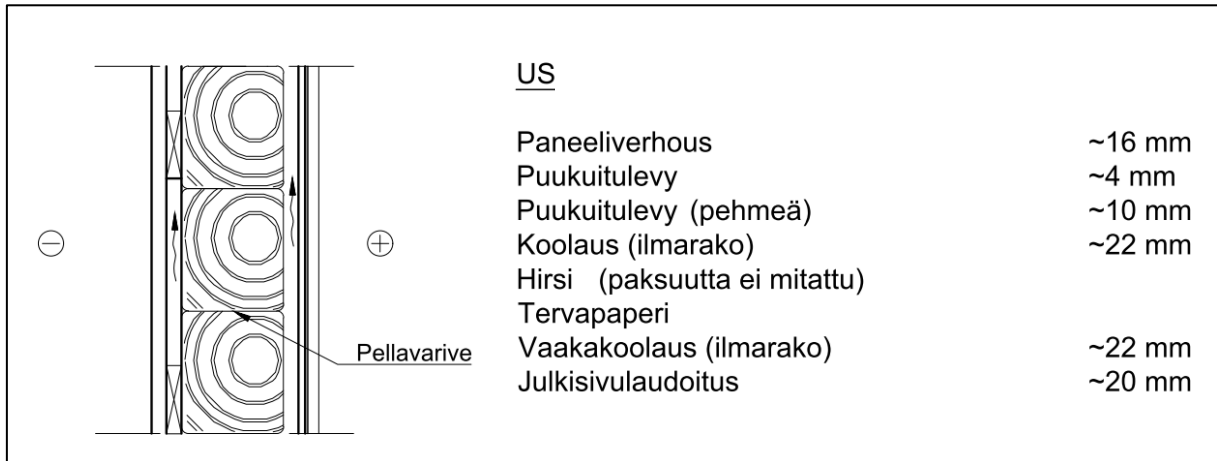 US
Paneeliverhous ~16 mm
Puukuitulevy ~4 mm
Puukuitulevy (pehmeä) ~10 mm
Koolaus (ilmarako) ~22 mm
Hirsi (paksuutta ei mitattu)
Tervapaperi
Vaakakoolaus (ilmarako) ~22 mm
Julkisivulaudoitus ~20 mm
Pellavarive